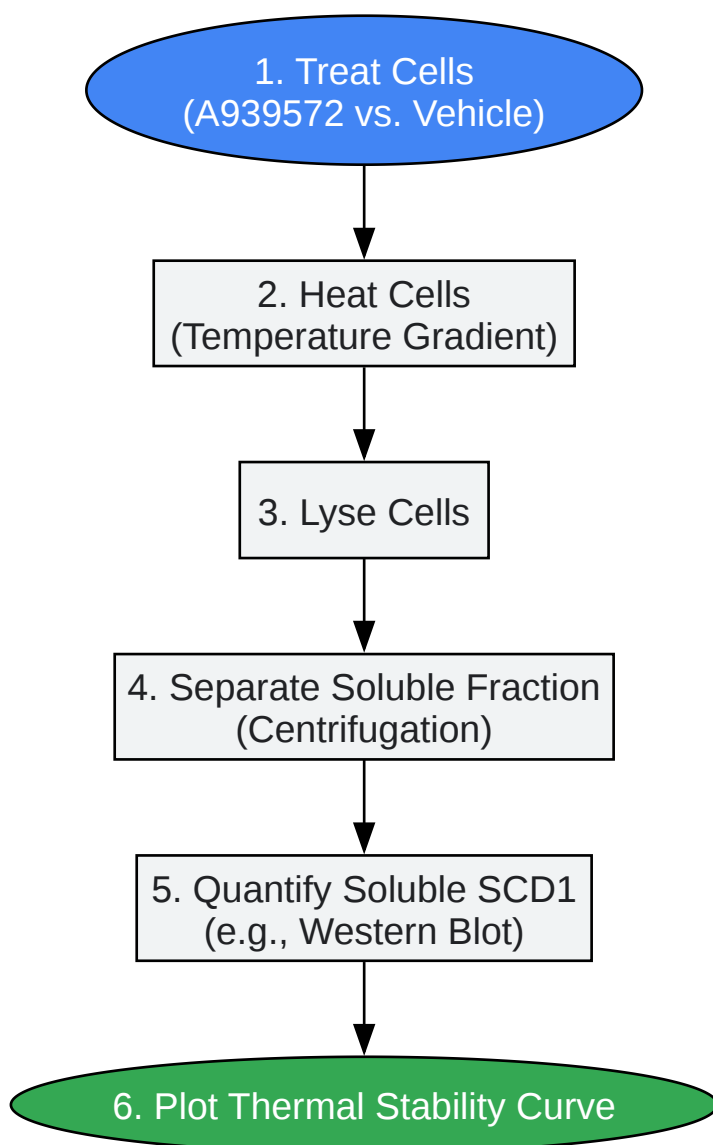 1. Treat Cells
(A939572 vs. Vehicle)
2. Heat Cells
(Temperature Gradient)
3. Lyse Cells
4. Separate Soluble Fraction
(Centrifugation)
5. Quantify Soluble SCD1
(e.g., Western Blot)
6. Plot Thermal Stability Curve